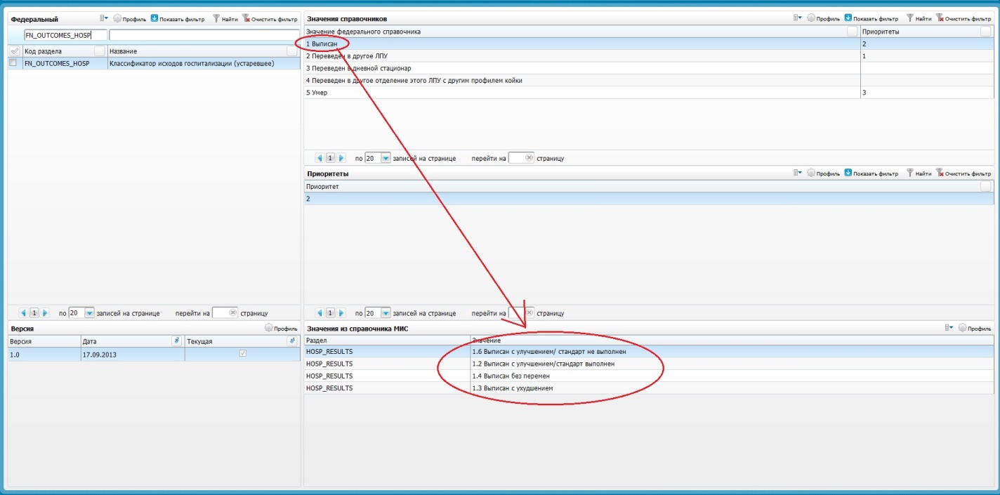 Федеральный
Профиль Показать фильтр Найти Очистить фильтр
FN_OUTCOMES_HOSP
Код раздела Название
FN_OUTCOMES_HOSP Классификатор исходов госпитализации (устаревшее)
1 по 20 записей на странице перейти на страницу
Версия
Профиль
Версия Дата Текущая
1.0 17.09.2013
Значения справочников
Профиль Показать фильтр Найти Очистить фильтр
Значение федерального справочника Приоритеты
1 Выписан 2
2 Переведен в другое ЛПУ 1
3 Переведен в дневной стационар
4 Переведен в другое отделение этого ЛПУ с другим профилем койки
5 Умер 3
1 по 20 записей на странице перейти на страницу
Приоритеты
Профиль Показать фильтр Найти Очистить фильтр
Приоритет
2
1 по 20 записей на странице перейти на страницу
Значения из справочника МИС
Профиль
Раздел Значение
HOSP_RESULTS 1.6 Выписан с улучшением/ стандарт не выполнен
HOSP_RESULTS 1.2 Выписан с улучшением/стандарт выполнен
HOSP_RESULTS 1.4 Выписан без перемен
HOSP_RESULTS 1.3 Выписан с ухудшением